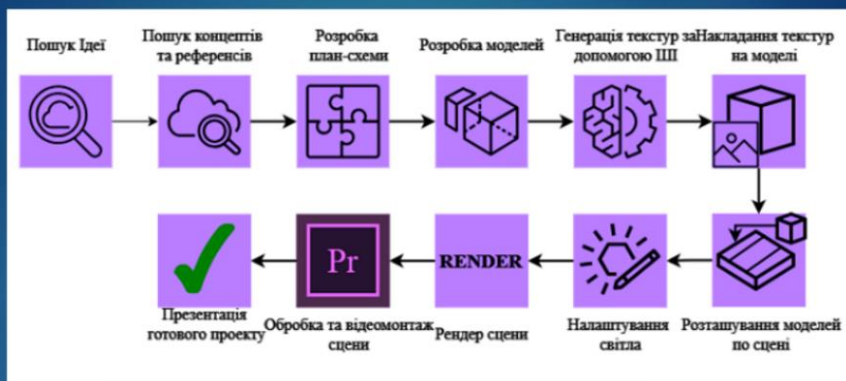 Пошук Ідеї
Пошук концептів
та референсів
Розробка
план-схеми
Розробка моделей
Генерація текстур за
допомогою ШІ
Накладання текстур
на моделі
Pr
RENDER
Презентація
готового проекту
Обробка та відеомонтаж
сцени
Рендер сцени
Налаштування
світла
Розташування моделей
по сцені